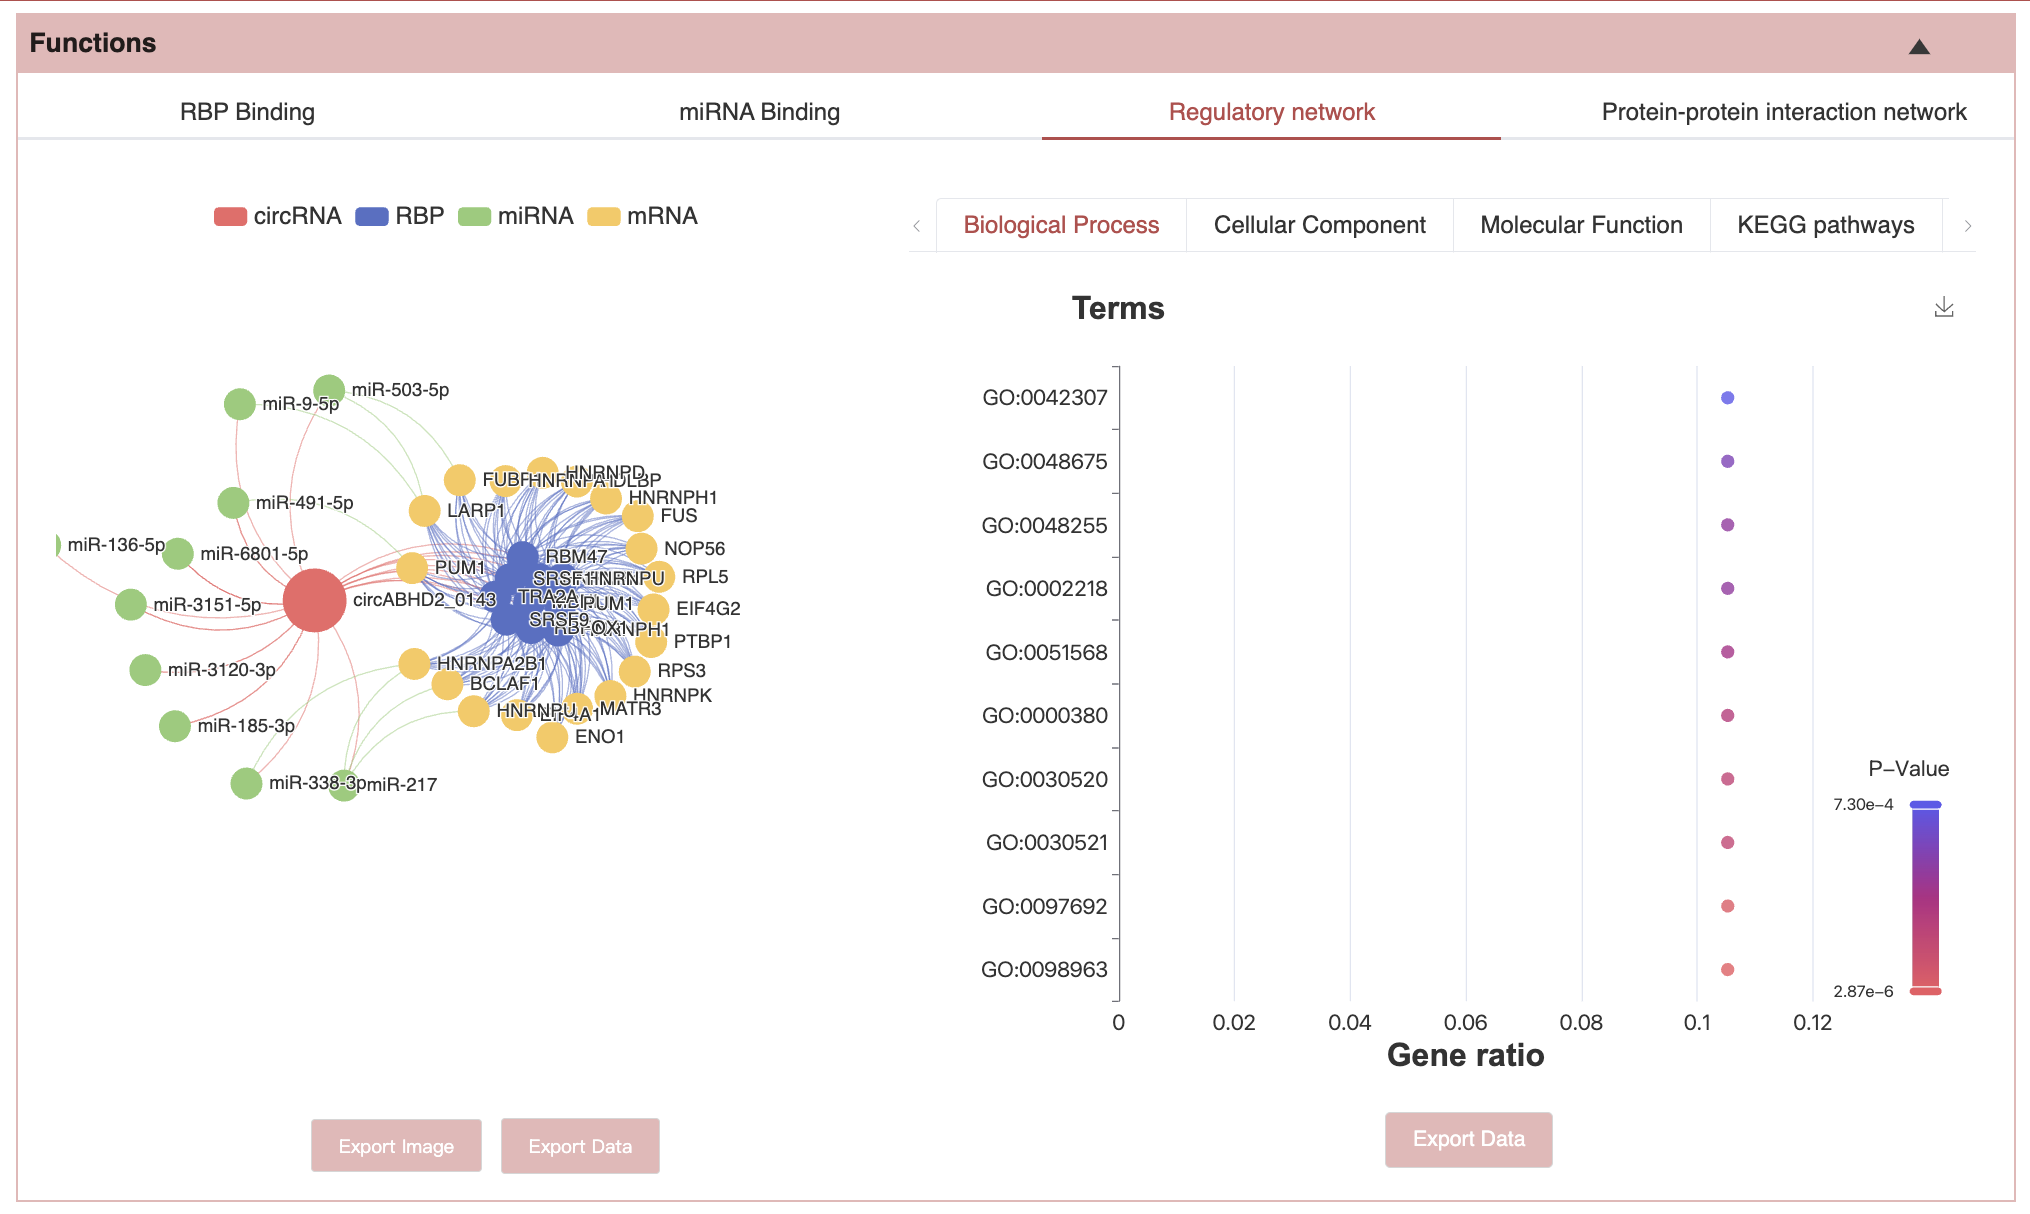 Functions
RBP Binding
miRNA Binding
Regulatory network
Protein-protein interaction network
circRNA
RBP
miRNA
mRNA
Biological Process
Cellular Component
Molecular Function
KEGG pathways
Terms
miR-503-5p
miR-9-5p
miR-491-5p
miR-136-5p
miR-6801-5p
miR-3151-5p
miR-3120-3p
miR-185-3p
miR-338-3p
miR-217
circABHD2_0143
HNRNPD
HNRNPH1
LARP1
FUS
NOP56
RBM47
PUM1
RPL5
SRSF1
HNRNPU
TRA2A
PUM1
EIF4G2
SRSF9
PTBP1
HNRNPA2B1
RPS3
BCLAF1
HNRNPK
HNRNPU
MATR3
ENO1
GO:0042307
GO:0048675
GO:0048255
GO:0002218
GO:0051568
GO:0000380
GO:0030520
GO:0030521
GO:0097692
GO:0098963
P–Value
7.30e–4
2.87e–6
0
0.02
0.04
0.06
0.08
0.1
0.12
Gene ratio
Export Image
Export Data
Export Data